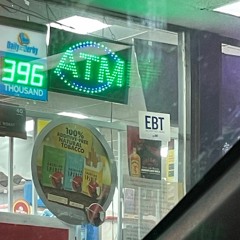 Daily Derby
396
THOUSAND
ATM
EBT
100%
ADDITIVE-FREE
NATURAL
TOBACCO